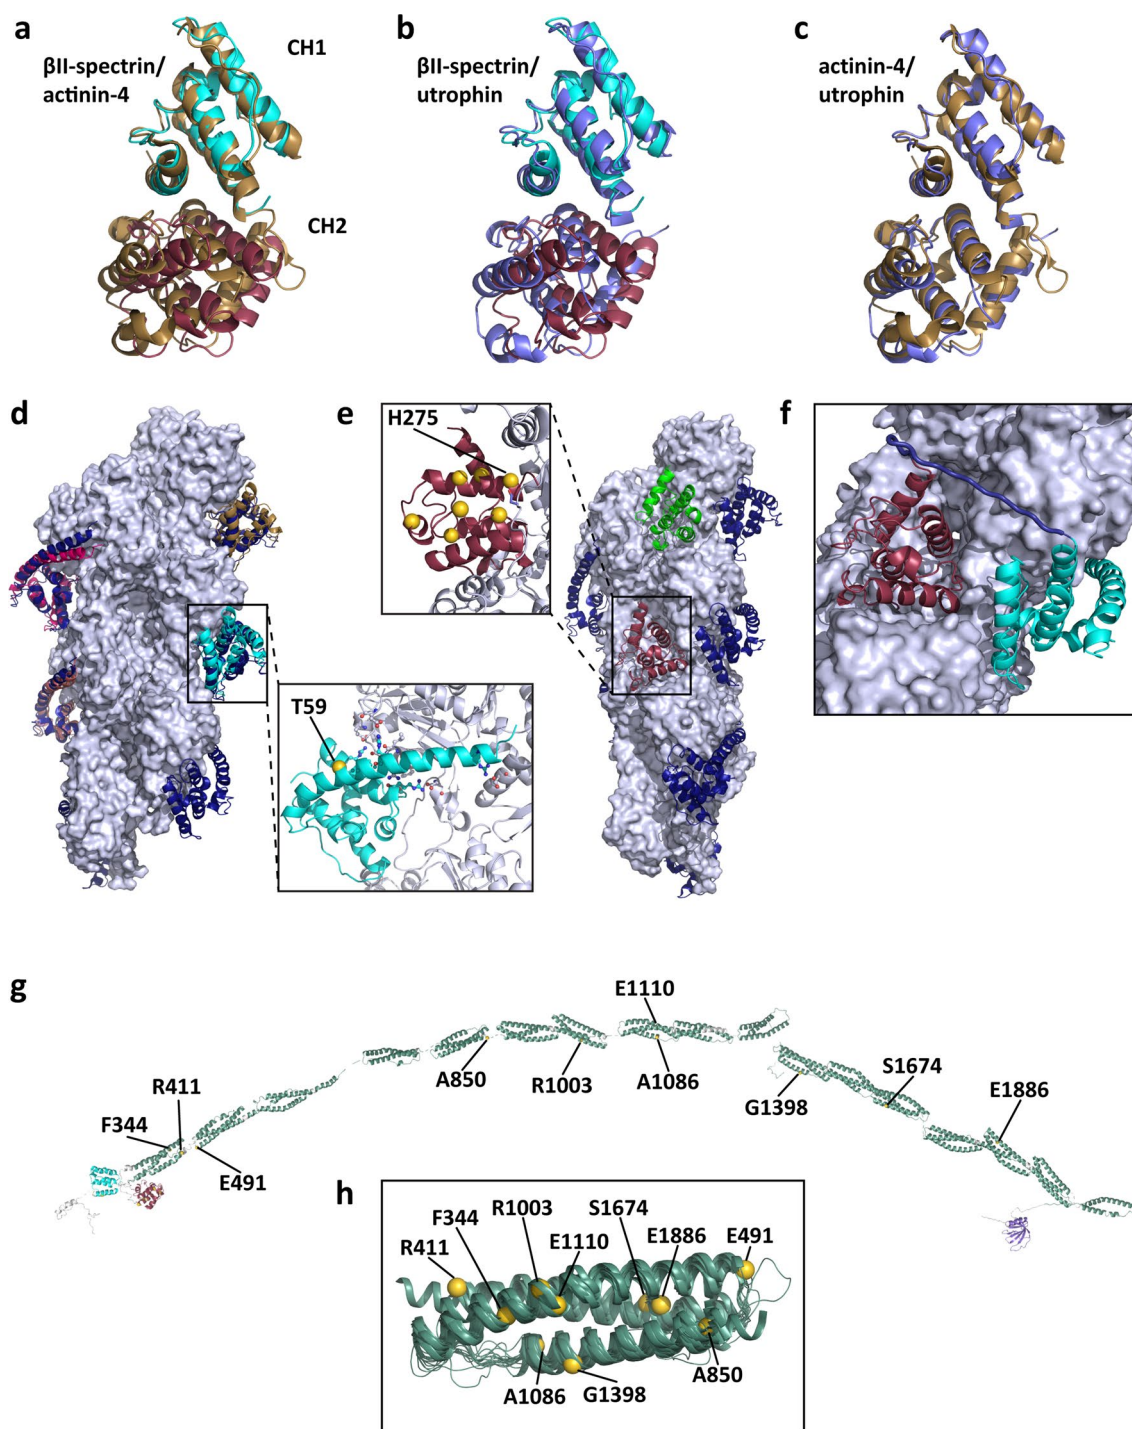 a
βII-spectrin/
actinin-4
CH1
CH2
b
βII-spectrin/
utrophin
c
actinin-4/
utrophin
d
T59
e
H275
f
g
F344
R411
E491
A850
R1003
E1110
A1086
G1398
S1674
E1886
h
R411
F344
R1003
E1110
S1674
E1886
E491
A1086
G1398
A850